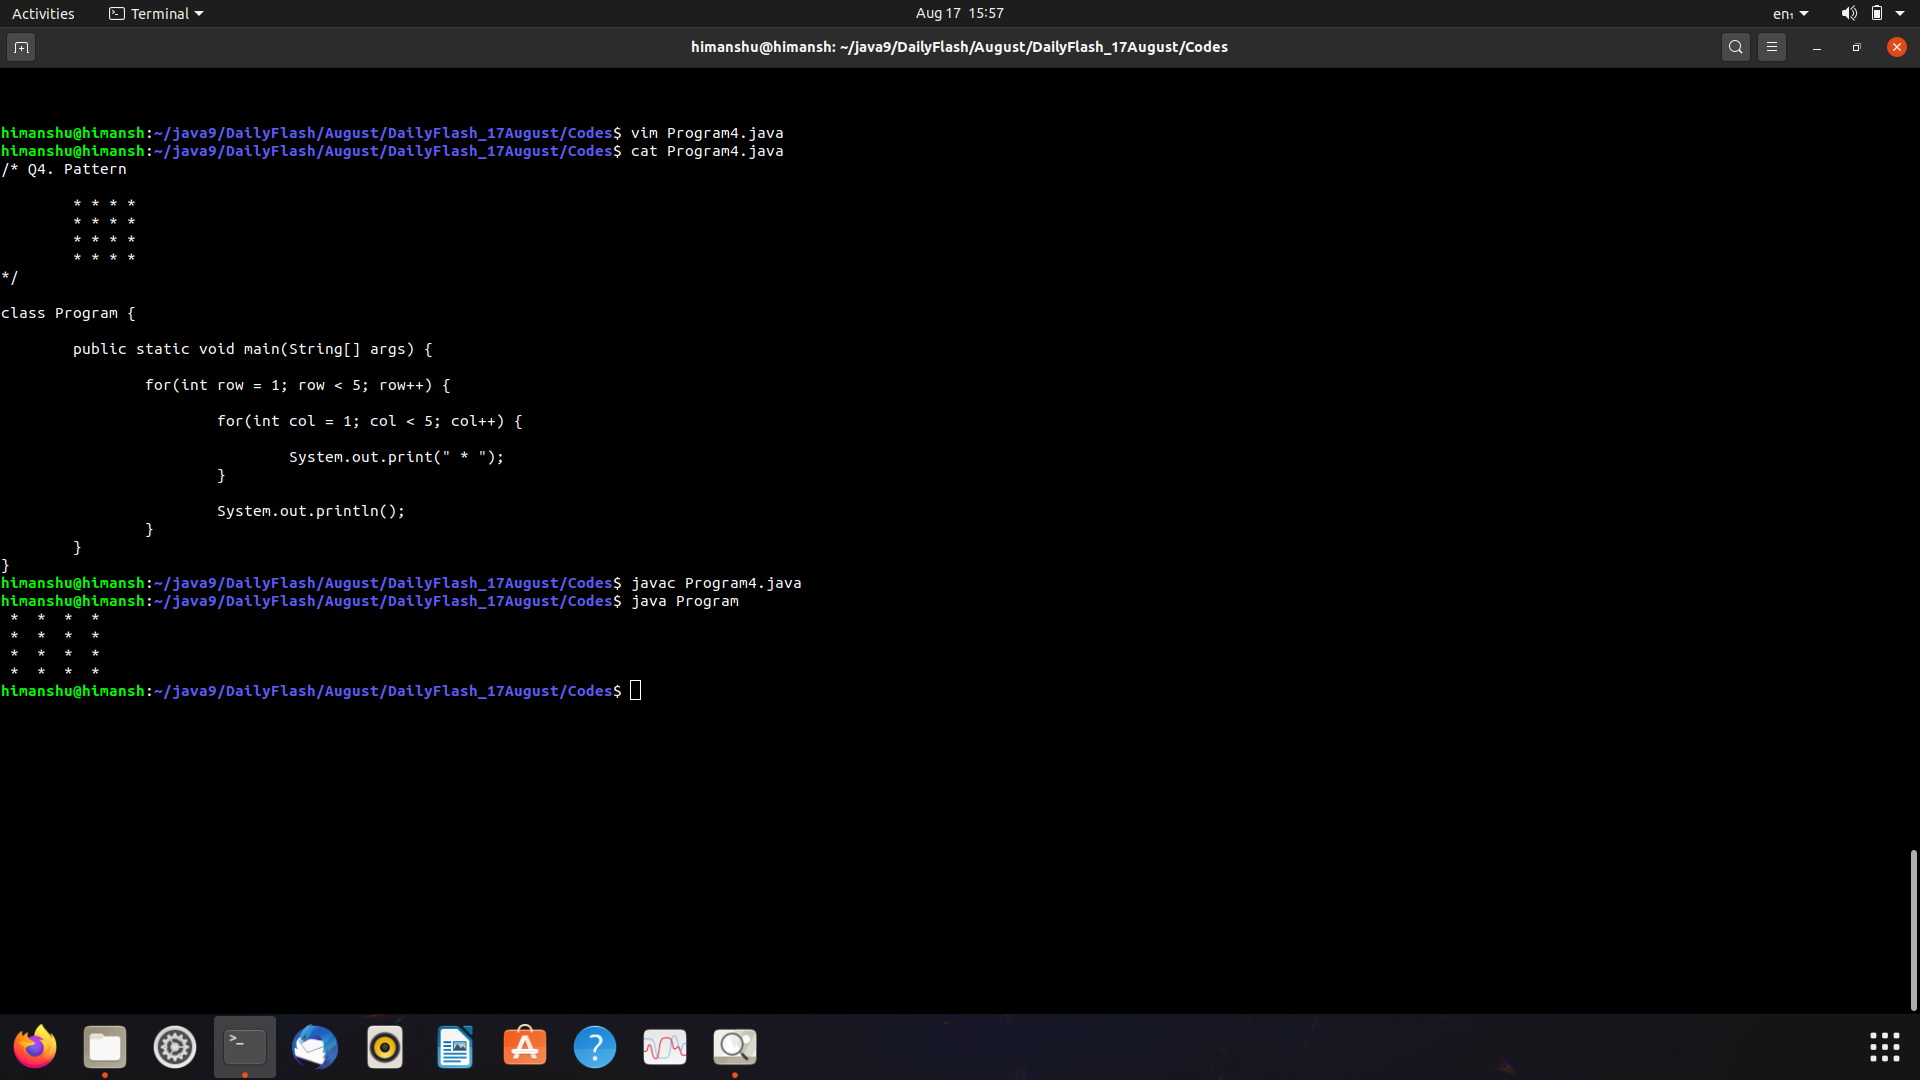 Activities
Terminal
Aug 17 15:57
en₁
himanshu@himansh: ~/java9/DailyFlash/August/DailyFlash_17August/Codes
himanshu@himansh:~/java9/DailyFlash/August/DailyFlash_17August/Codes$ vim Program4.java
himanshu@himansh:~/java9/DailyFlash/August/DailyFlash_17August/Codes$ cat Program4.java
/* Q4. Pattern
* * * *
* * * *
* * * *
* * * *
*/
class Program {
public static void main(String[] args) {
for(int row = 1; row < 5; row++) {
for(int col = 1; col < 5; col++) {
System.out.print(" * ");
}
System.out.println();
}
}
}
himanshu@himansh:~/java9/DailyFlash/August/DailyFlash_17August/Codes$ javac Program4.java
himanshu@himansh:~/java9/DailyFlash/August/DailyFlash_17August/Codes$ java Program
 *  *  *  *
 *  *  *  *
 *  *  *  *
 *  *  *  *
himanshu@himansh:~/java9/DailyFlash/August/DailyFlash_17August/Codes$